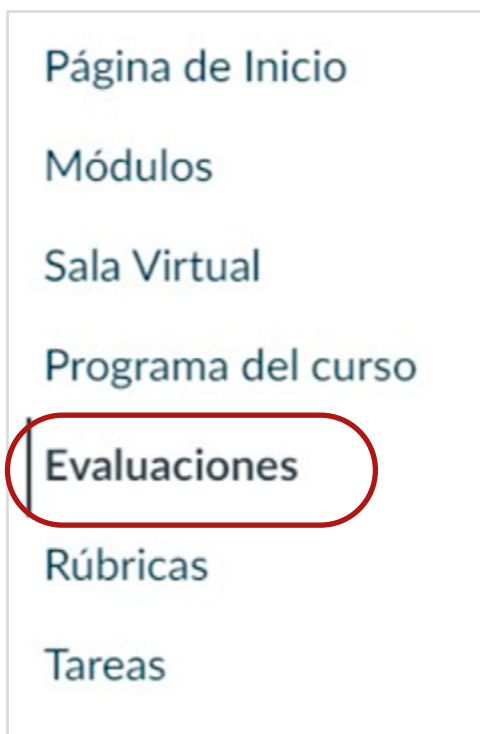 Página de Inicio
Módulos
Sala Virtual
Programa del curso
Evaluaciones
Rúbricas
Tareas